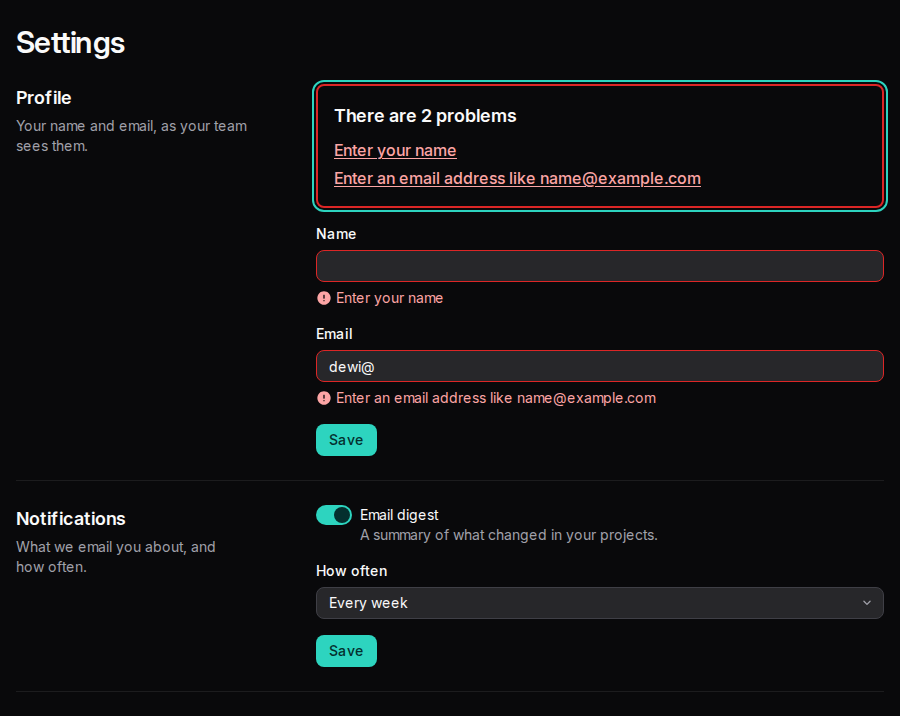 Settings
Profile
Your name and email, as your team
sees them.
There are 2 problems
Enter your name
Enter an email address like name@example.com
Name
Enter your name
Email
dewi@
Enter an email address like name@example.com
Save
Notifications
What we email you about, and
how often.
Email digest
A summary of what changed in your projects.
How often
Every week
Save